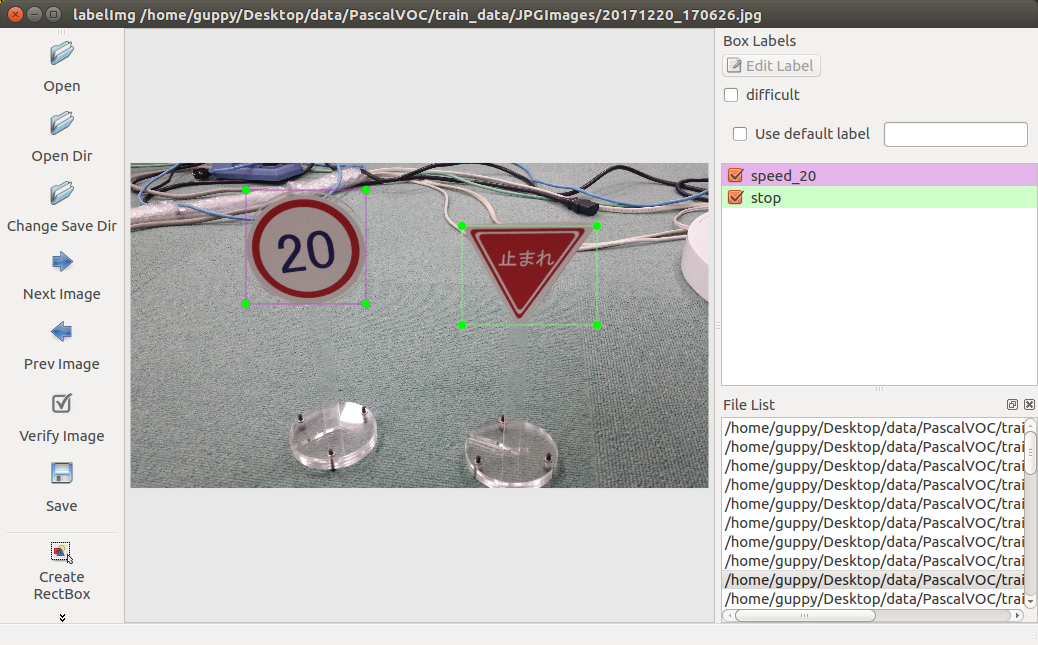 labelImg /home/guppy/Desktop/data/PascalVOC/train_data/JPGImages/20171220_170626.jpg
Open
Open Dir
Change Save Dir
Next Image
Prev Image
Verify Image
Save
Create
RectBox
20
止まれ
Box Labels
Edit Label
difficult
Use default label
speed_20
stop
File List
/home/guppy/Desktop/data/PascalVOC/trai
/home/guppy/Desktop/data/PascalVOC/trai
/home/guppy/Desktop/data/PascalVOC/trai
/home/guppy/Desktop/data/PascalVOC/trai
/home/guppy/Desktop/data/PascalVOC/trai
/home/guppy/Desktop/data/PascalVOC/trai
/home/guppy/Desktop/data/PascalVOC/trai
/home/guppy/Desktop/data/PascalVOC/trai
/home/guppy/Desktop/data/PascalVOC/trai
/home/guppy/Desktop/data/PascalVOC/trai